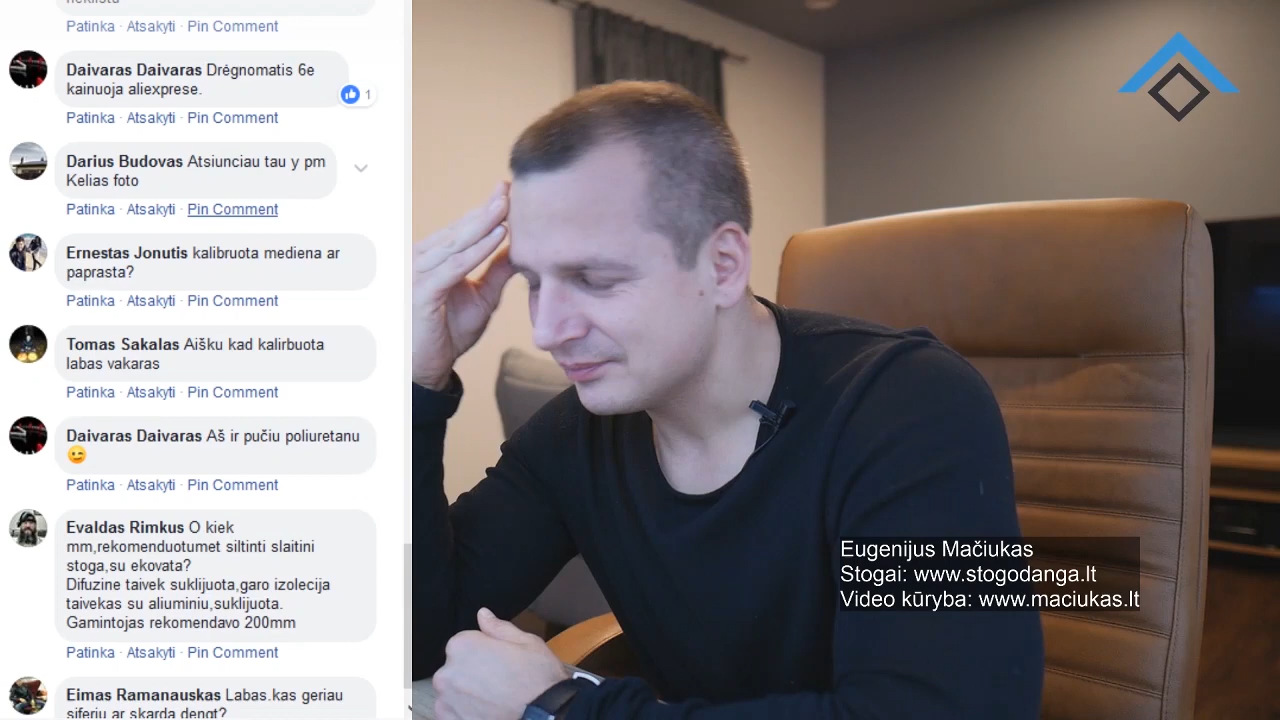 Patinka · Atsakyti · Pin Comment
Daivaras Daivaras Drėgnomatis 6e
kainuoja aliexprese.
1
Patinka · Atsakyti · Pin Comment
Darius Budovas Atsiunciau tau y pm
Kelias foto
Patinka · Atsakyti · Pin Comment
Ernestas Jonutis kalibruota mediena ar
paprasta?
Patinka · Atsakyti · Pin Comment
Tomas Sakalas Aišku kad kalirbuota
labas vakaras
Patinka · Atsakyti · Pin Comment
Daivaras Daivaras Aš ir pučiu poliuretanu
😉
Patinka · Atsakyti · Pin Comment
Evaldas Rimkus O kiek
mm,rekomenduotumet siltinti slaitini
stoga,su ekovata?
Difuzine taivek suklijuota,garo izolecija
taivekas su aliuminiu,suklijuota.
Gamintojas rekomendavo 200mm
Patinka · Atsakyti · Pin Comment
Eimas Ramanauskas Labas.kas geriau
siferiu ar skarda dengt?
Eugenijus Mačiukas
Stogai: www.stogodanga.lt
Video kūryba: www.maciukas.lt